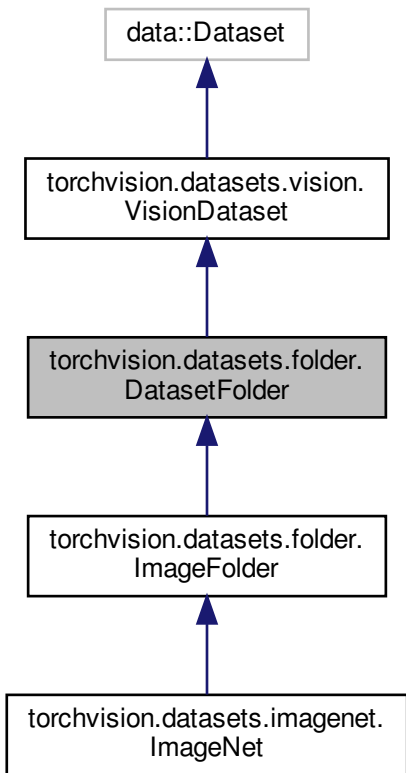 data::Dataset
torchvision.datasets.vision.
VisionDataset
torchvision.datasets.folder.
DatasetFolder
torchvision.datasets.folder.
ImageFolder
torchvision.datasets.imagenet.
ImageNet